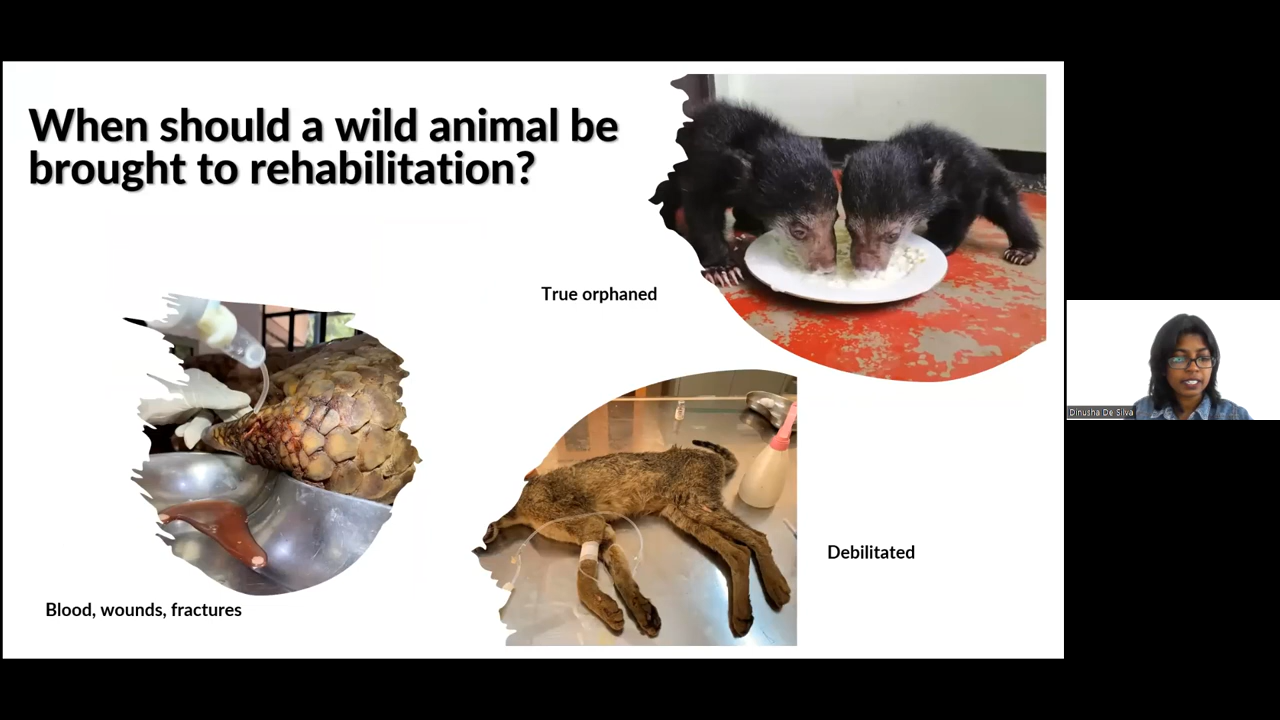 When should a wild animal be
brought to rehabilitation?
True orphaned
Debilitated
Blood, wounds, fractures
Dinusha De Silva